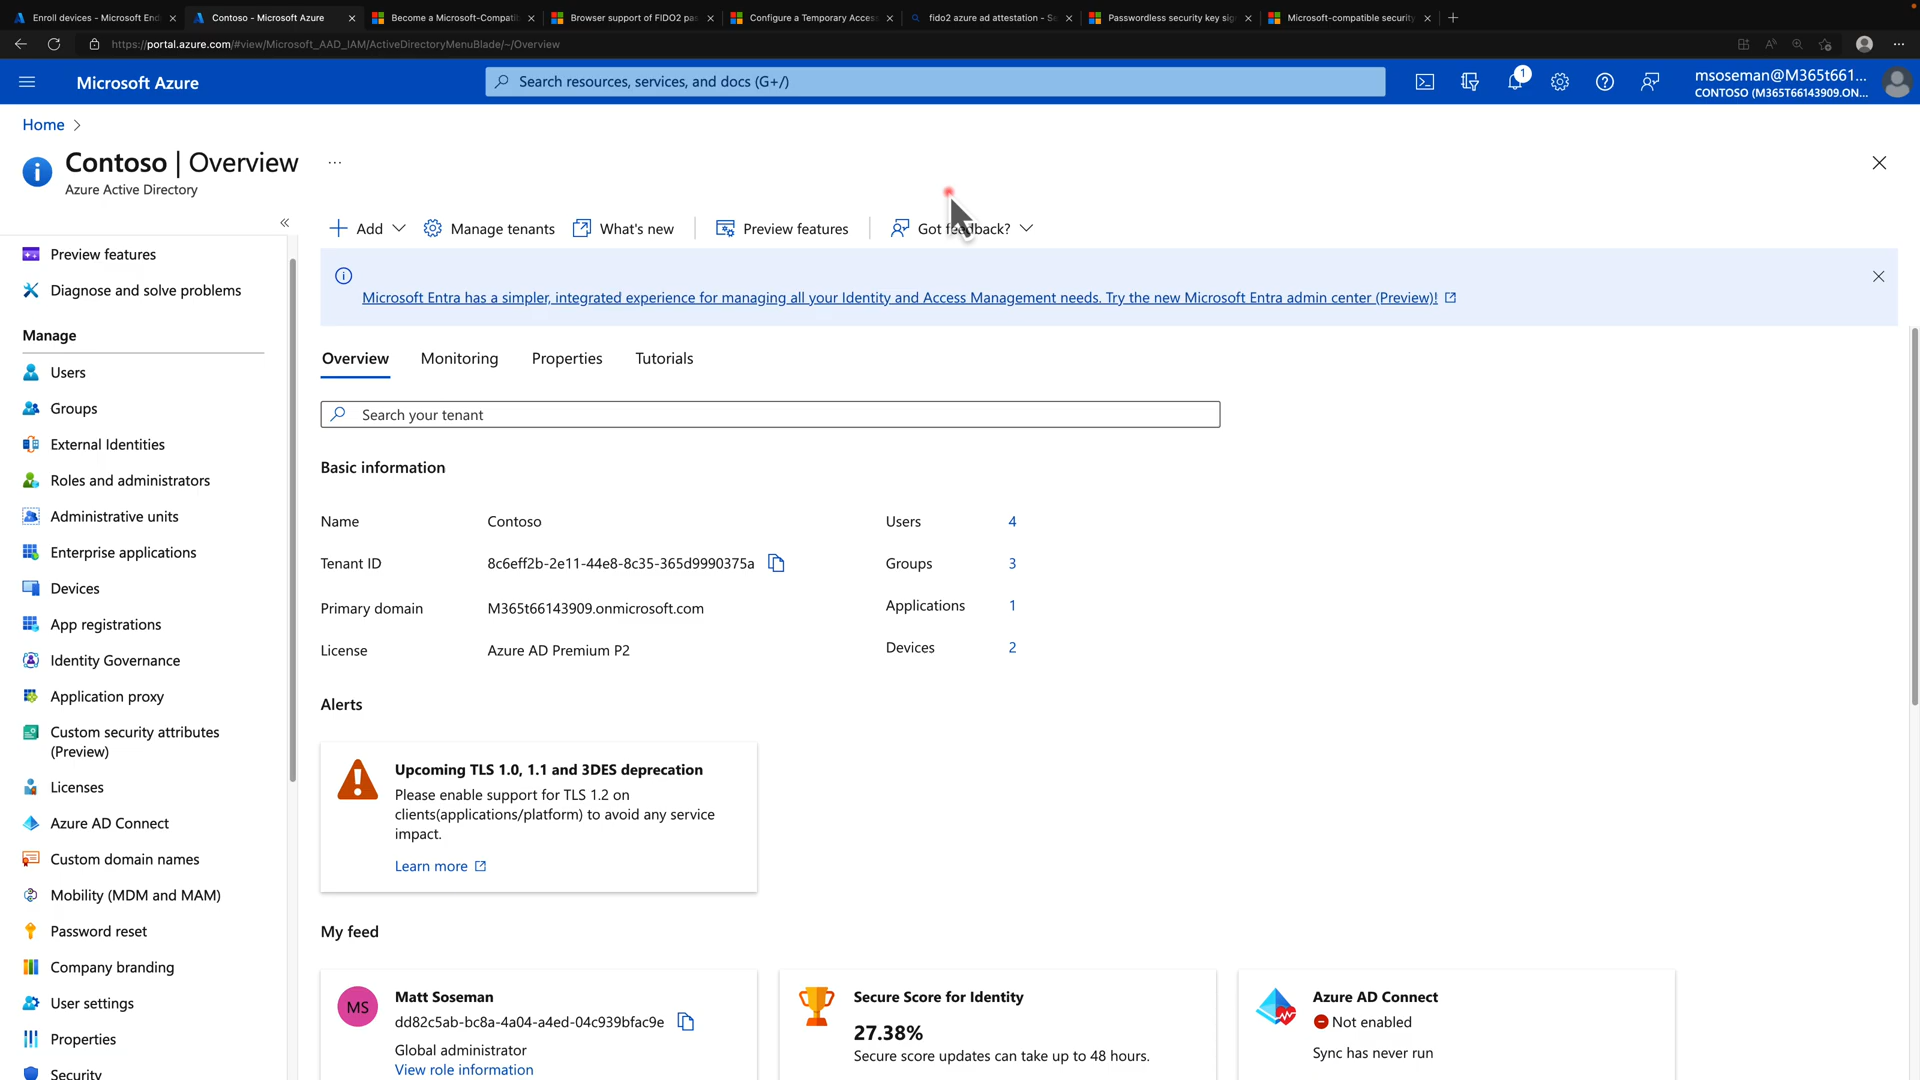 Enroll devices - Microsoft End
Contoso - Microsoft Azure
Become a Microsoft-Compatib
Browser support of FIDO2 pas
Configure a Temporary Access
fido2 azure ad attestation - Se
Passwordless security key sig
Microsoft-compatible security
https://portal.azure.com/#view/Microsoft_AAD_IAM/ActiveDirectoryMenuBlade/~/Overview
Microsoft Azure
Search resources, services, and docs (G+/)
1
msoseman@M365t661...
CONTOSO (M365T66143909.ON...
Home
Contoso | Overview
...
Azure Active Directory
Add
Manage tenants
What's new
Preview features
Got feedback?
Preview features
Diagnose and solve problems
Manage
Users
Groups
External Identities
Roles and administrators
Administrative units
Enterprise applications
Devices
App registrations
Identity Governance
Application proxy
Custom security attributes
(Preview)
Licenses
Azure AD Connect
Custom domain names
Mobility (MDM and MAM)
Password reset
Company branding
User settings
Properties
Security
Microsoft Entra has a simpler, integrated experience for managing all your Identity and Access Management needs. Try the new Microsoft Entra admin center (Preview)!
Overview
Monitoring
Properties
Tutorials
Search your tenant
Basic information
Name Contoso
Users 4
Tenant ID 8c6eff2b-2e11-44e8-8c35-365d9990375a
Groups 3
Primary domain M365t66143909.onmicrosoft.com
Applications 1
License Azure AD Premium P2
Devices 2
Alerts
Upcoming TLS 1.0, 1.1 and 3DES deprecation
Please enable support for TLS 1.2 on
clients(applications/platform) to avoid any service
impact.
Learn more
My feed
MS
Matt Soseman
dd82c5ab-bc8a-4a04-a4ed-04c939bfac9e
Global administrator
View role information
Secure Score for Identity
27.38%
Secure score updates can take up to 48 hours.
Azure AD Connect
Not enabled
Sync has never run